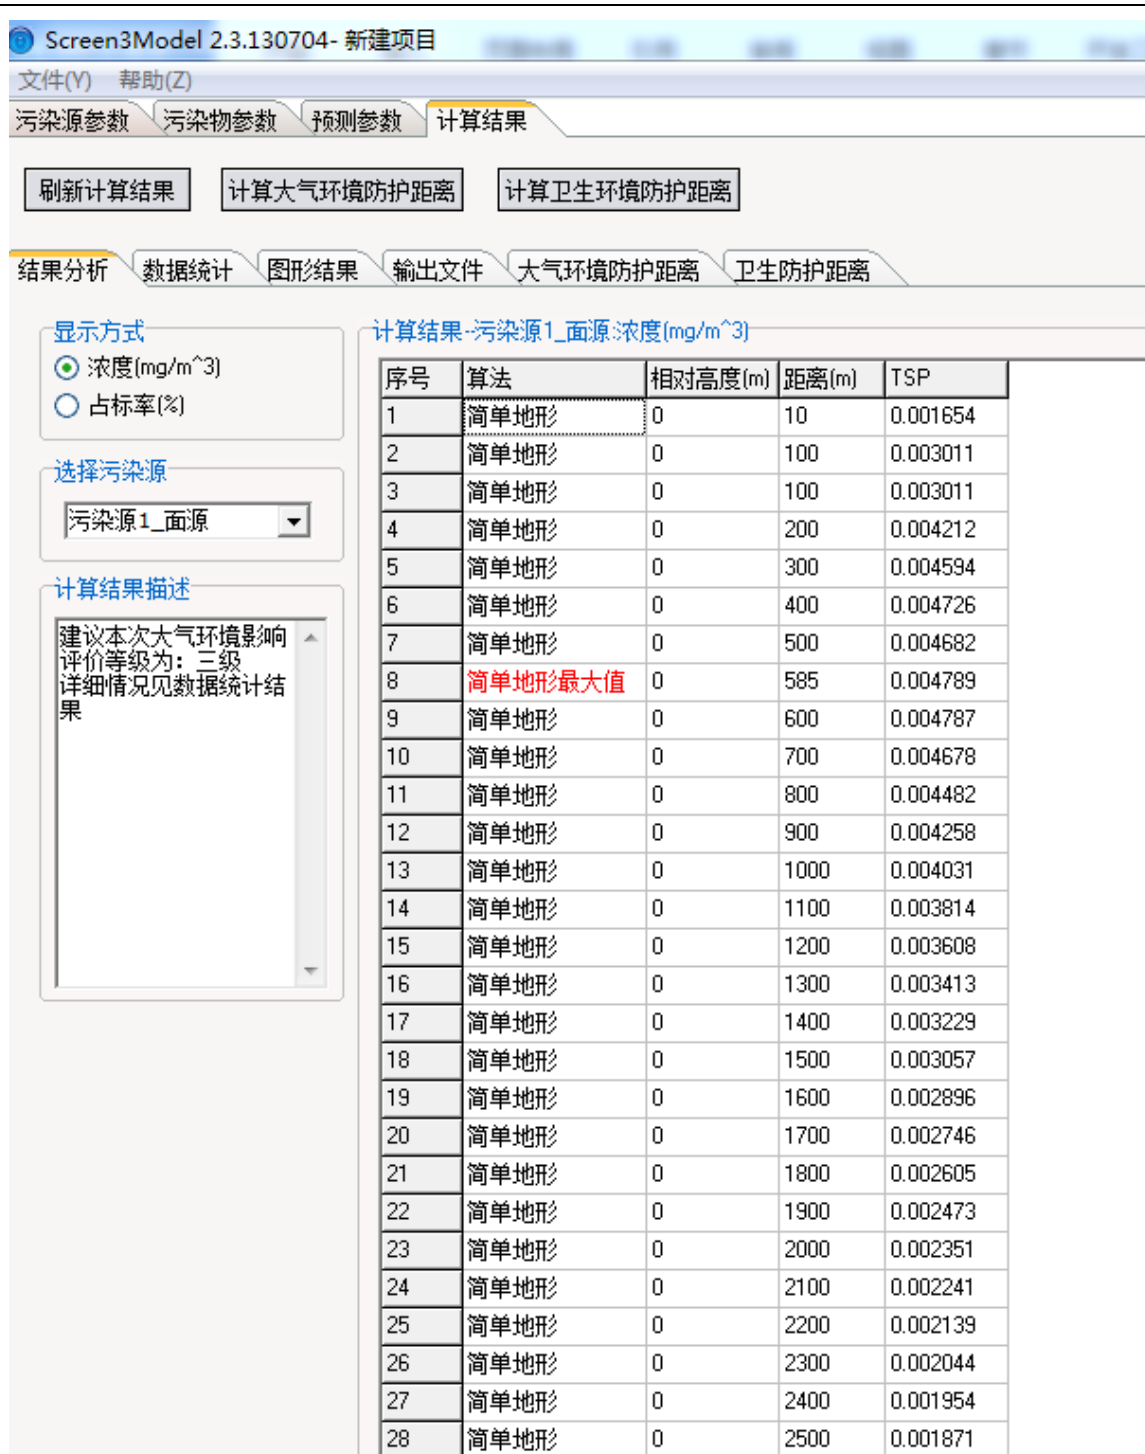 Screen3Model 2.3.130704- 新建项目
文件(Y) 帮助(Z)
污染源参数 污染物参数 预测参数 计算结果
刷新计算结果 计算大气环境防护距离 计算卫生环境防护距离
结果分析 数据统计 图形结果 输出文件 大气环境防护距离 卫生防护距离
显示方式
浓度(mg/m^3)
占标率(%)
选择污染源
污染源1_面源
计算结果描述
建议本次大气环境影响
评价等级为：三级
详细情况见数据统计结
果
计算结果--污染源1_面源:浓度(mg/m^3)
序号 算法 相对高度(m) 距离(m) TSP
1 简单地形 0 10 0.001654
2 简单地形 0 100 0.003011
3 简单地形 0 100 0.003011
4 简单地形 0 200 0.004212
5 简单地形 0 300 0.004594
6 简单地形 0 400 0.004726
7 简单地形 0 500 0.004682
8 简单地形最大值 0 585 0.004789
9 简单地形 0 600 0.004787
10 简单地形 0 700 0.004678
11 简单地形 0 800 0.004482
12 简单地形 0 900 0.004258
13 简单地形 0 1000 0.004031
14 简单地形 0 1100 0.003814
15 简单地形 0 1200 0.003608
16 简单地形 0 1300 0.003413
17 简单地形 0 1400 0.003229
18 简单地形 0 1500 0.003057
19 简单地形 0 1600 0.002896
20 简单地形 0 1700 0.002746
21 简单地形 0 1800 0.002605
22 简单地形 0 1900 0.002473
23 简单地形 0 2000 0.002351
24 简单地形 0 2100 0.002241
25 简单地形 0 2200 0.002139
26 简单地形 0 2300 0.002044
27 简单地形 0 2400 0.001954
28 简单地形 0 2500 0.001871